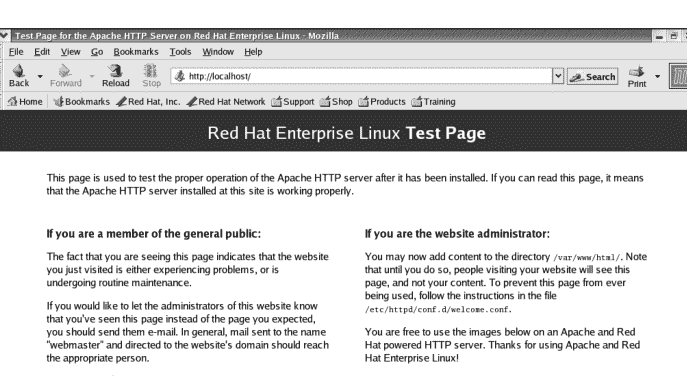 Test Page for the Apache HTTP Server on Red Hat Enterprise Linux - Mozilla
File Edit View Go Bookmarks Tools Window Help
Back Forward Reload Stop http://localhost/ Search Print
Home Bookmarks Red Hat, Inc. Red Hat Network Support Shop Products Training
Red Hat Enterprise Linux Test Page
This page is used to test the proper operation of the Apache HTTP server after it has been installed. If you can read this page, it means
that the Apache HTTP server installed at this site is working properly.
If you are a member of the general public:
The fact that you are seeing this page indicates that the website
you just visited is either experiencing problems, or is
undergoing routine maintenance.
If you would like to let the administrators of this website know
that you've seen this page instead of the page you expected,
you should send them e-mail. In general, mail sent to the name
"webmaster" and directed to the website's domain should reach
the appropriate person.
If you are the website administrator:
You may now add content to the directory /var/www/html/. Note
that until you do so, people visiting your website will see this
page, and not your content. To prevent this page from ever
being used, follow the instructions in the file
/etc/httpd/conf.d/welcome.conf.
You are free to use the images below on an Apache and Red
Hat powered HTTP server. Thanks for using Apache and Red
Hat Enterprise Linux!